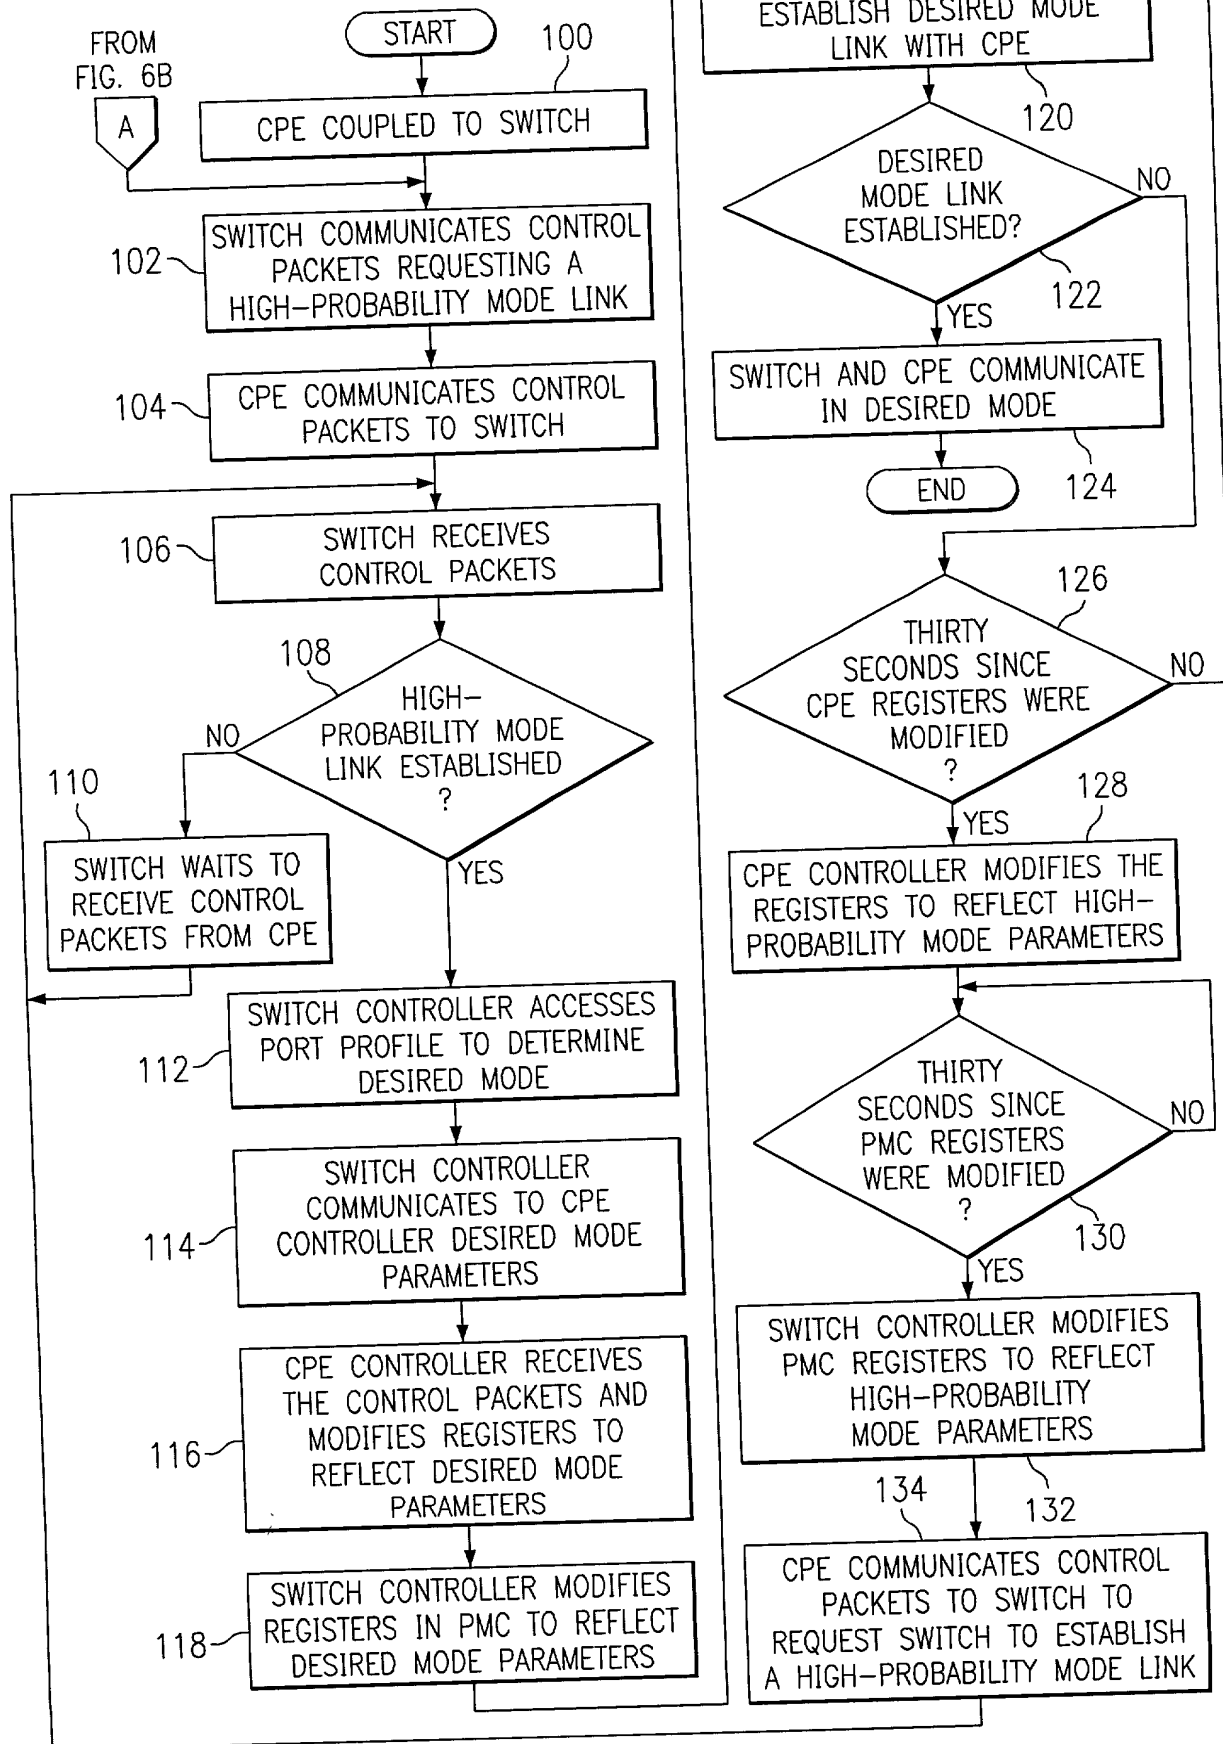 FROM
FIG. 6B
A
START
100
CPE COUPLED TO SWITCH
102
SWITCH COMMUNICATES CONTROL
PACKETS REQUESTING A
HIGH-PROBABILITY MODE LINK
104
CPE COMMUNICATES CONTROL
PACKETS TO SWITCH
106
SWITCH RECEIVES
CONTROL PACKETS
108
HIGH-
PROBABILITY MODE
LINK ESTABLISHED
?
NO
YES
110
SWITCH WAITS TO
RECEIVE CONTROL
PACKETS FROM CPE
112
SWITCH CONTROLLER ACCESSES
PORT PROFILE TO DETERMINE
DESIRED MODE
114
SWITCH CONTROLLER
COMMUNICATES TO CPE
CONTROLLER DESIRED MODE
PARAMETERS
116
CPE CONTROLLER RECEIVES
THE CONTROL PACKETS AND
MODIFIES REGISTERS TO
REFLECT DESIRED MODE
PARAMETERS
118
SWITCH CONTROLLER MODIFIES
REGISTERS IN PMC TO REFLECT
DESIRED MODE PARAMETERS
ESTABLISH DESIRED MODE
LINK WITH CPE
120
DESIRED
MODE LINK
ESTABLISHED?
NO
122
YES
SWITCH AND CPE COMMUNICATE
IN DESIRED MODE
124
END
126
THIRTY
SECONDS SINCE
CPE REGISTERS WERE
MODIFIED
?
NO
YES
128
CPE CONTROLLER MODIFIES THE
REGISTERS TO REFLECT HIGH-
PROBABILITY MODE PARAMETERS
THIRTY
SECONDS SINCE
PMC REGISTERS
WERE MODIFIED
?
NO
130
YES
SWITCH CONTROLLER MODIFIES
PMC REGISTERS TO REFLECT
HIGH-PROBABILITY
MODE PARAMETERS
132
134
CPE COMMUNICATES CONTROL
PACKETS TO SWITCH TO
REQUEST SWITCH TO ESTABLISH
A HIGH-PROBABILITY MODE LINK